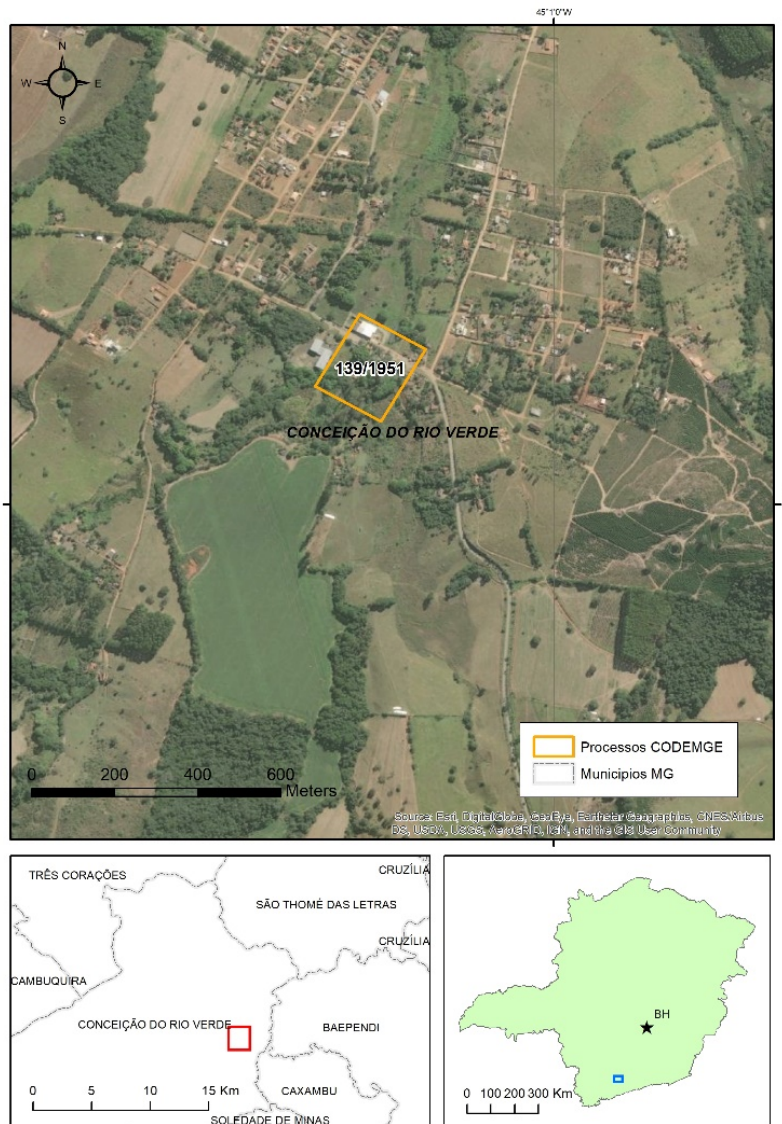 45°1'0"W
N
W E
S
139/1951
CONCEIÇÃO DO RIO VERDE
Processos CODEMGE
Municipios MG
0 200 400 600
Meters
Source: Esri, DigitalGlobe, GeoEye, Earthstar Geographics, CNES/Airbus
DS, USDA, USGS, AeroGRID, IGN, and the GIS User Community
TRÊS CORAÇÕES
CRUZÍLIA
SÃO THOMÉ DAS LETRAS
CRUZÍLIA
CAMBUQUIRA
CONCEIÇÃO DO RIO VERDE
BAEPENDI
0 5 10 15 Km
CAXAMBU
SOLEDADE DE MINAS
BH
0 100 200 300 Km